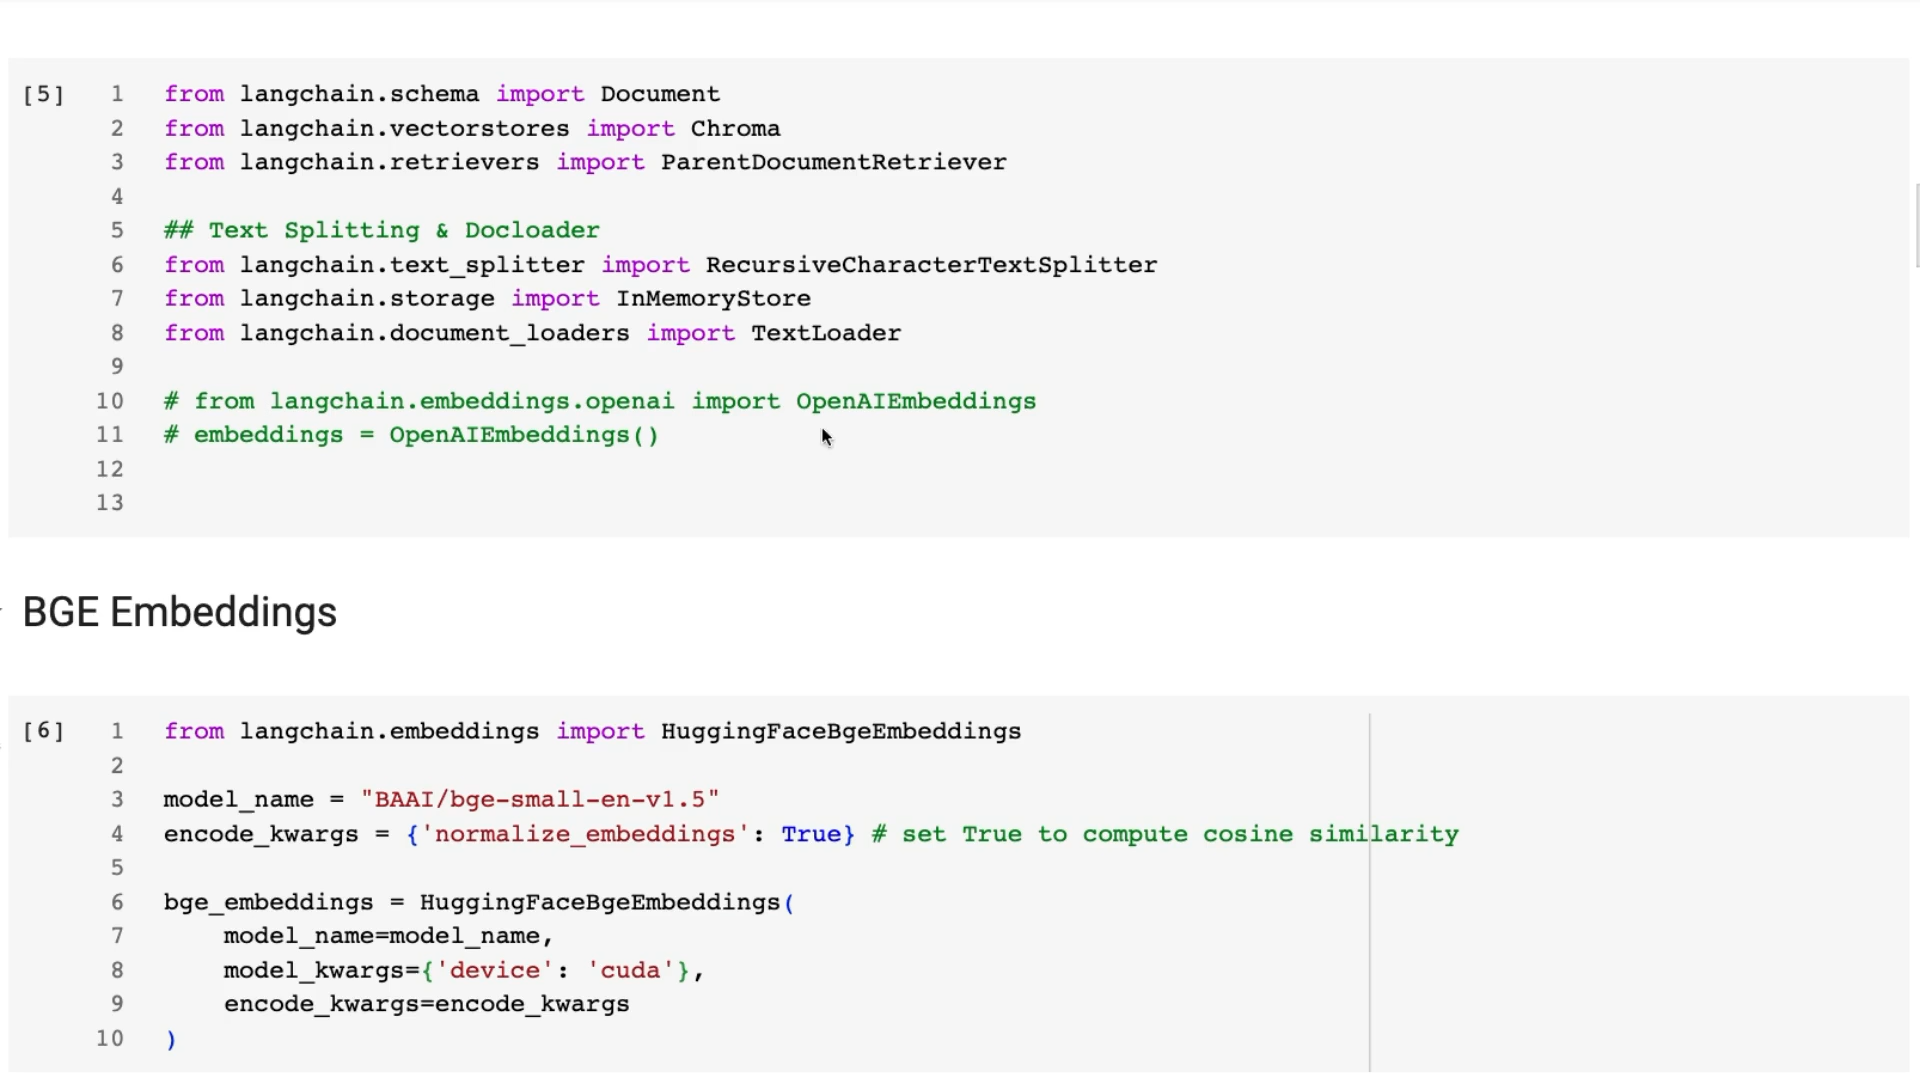 [5] 1 from langchain.schema import Document
2 from langchain.vectorstores import Chroma
3 from langchain.retrievers import ParentDocumentRetriever
4
5 ## Text Splitting & Docloader
6 from langchain.text_splitter import RecursiveCharacterTextSplitter
7 from langchain.storage import InMemoryStore
8 from langchain.document_loaders import TextLoader
9
10 # from langchain.embeddings.openai import OpenAIEmbeddings
11 # embeddings = OpenAIEmbeddings()
12
13
BGE Embeddings
[6] 1 from langchain.embeddings import HuggingFaceBgeEmbeddings
2
3 model_name = "BAAI/bge-small-en-v1.5"
4 encode_kwargs = {'normalize_embeddings': True} # set True to compute cosine similarity
5
6 bge_embeddings = HuggingFaceBgeEmbeddings(
7     model_name=model_name,
8     model_kwargs={'device': 'cuda'},
9     encode_kwargs=encode_kwargs
10 )